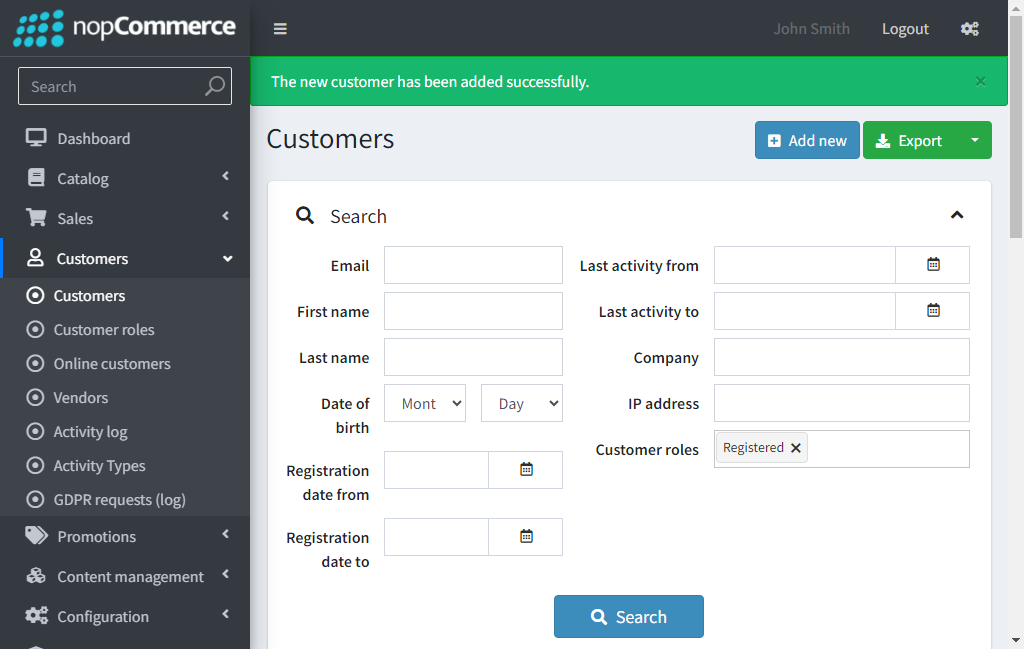 nopCommerce
John Smith
Logout
Search
The new customer has been added successfully.
×
Dashboard
Catalog
Sales
Customers
Customers
Customer roles
Online customers
Vendors
Activity log
Activity Types
GDPR requests (log)
Promotions
Content management
Configuration
Customers
Add new
Export
Search
Email
First name
Last name
Date of
birth
Mont
Day
Registration
date from
Registration
date to
Last activity from
Last activity to
Company
IP address
Customer roles
Registered ×
Search